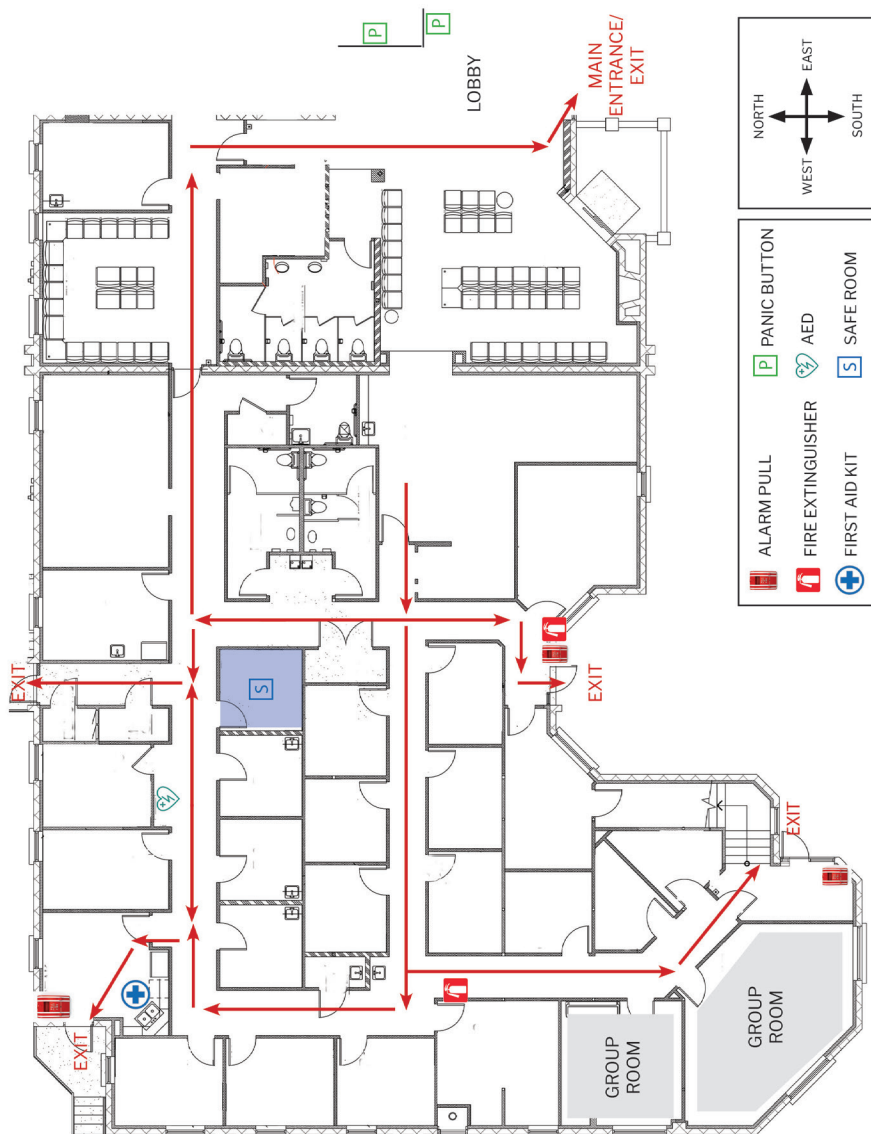 P
P
LOBBY
MAIN
ENTRANCE/
EXIT
EXIT
S
EXIT
EXIT
EXIT
GROUP
ROOM
GROUP
ROOM
NORTH
WEST
EAST
SOUTH
ALARM PULL
P PANIC BUTTON
FIRE EXTINGUISHER
AED
FIRST AID KIT
S SAFE ROOM